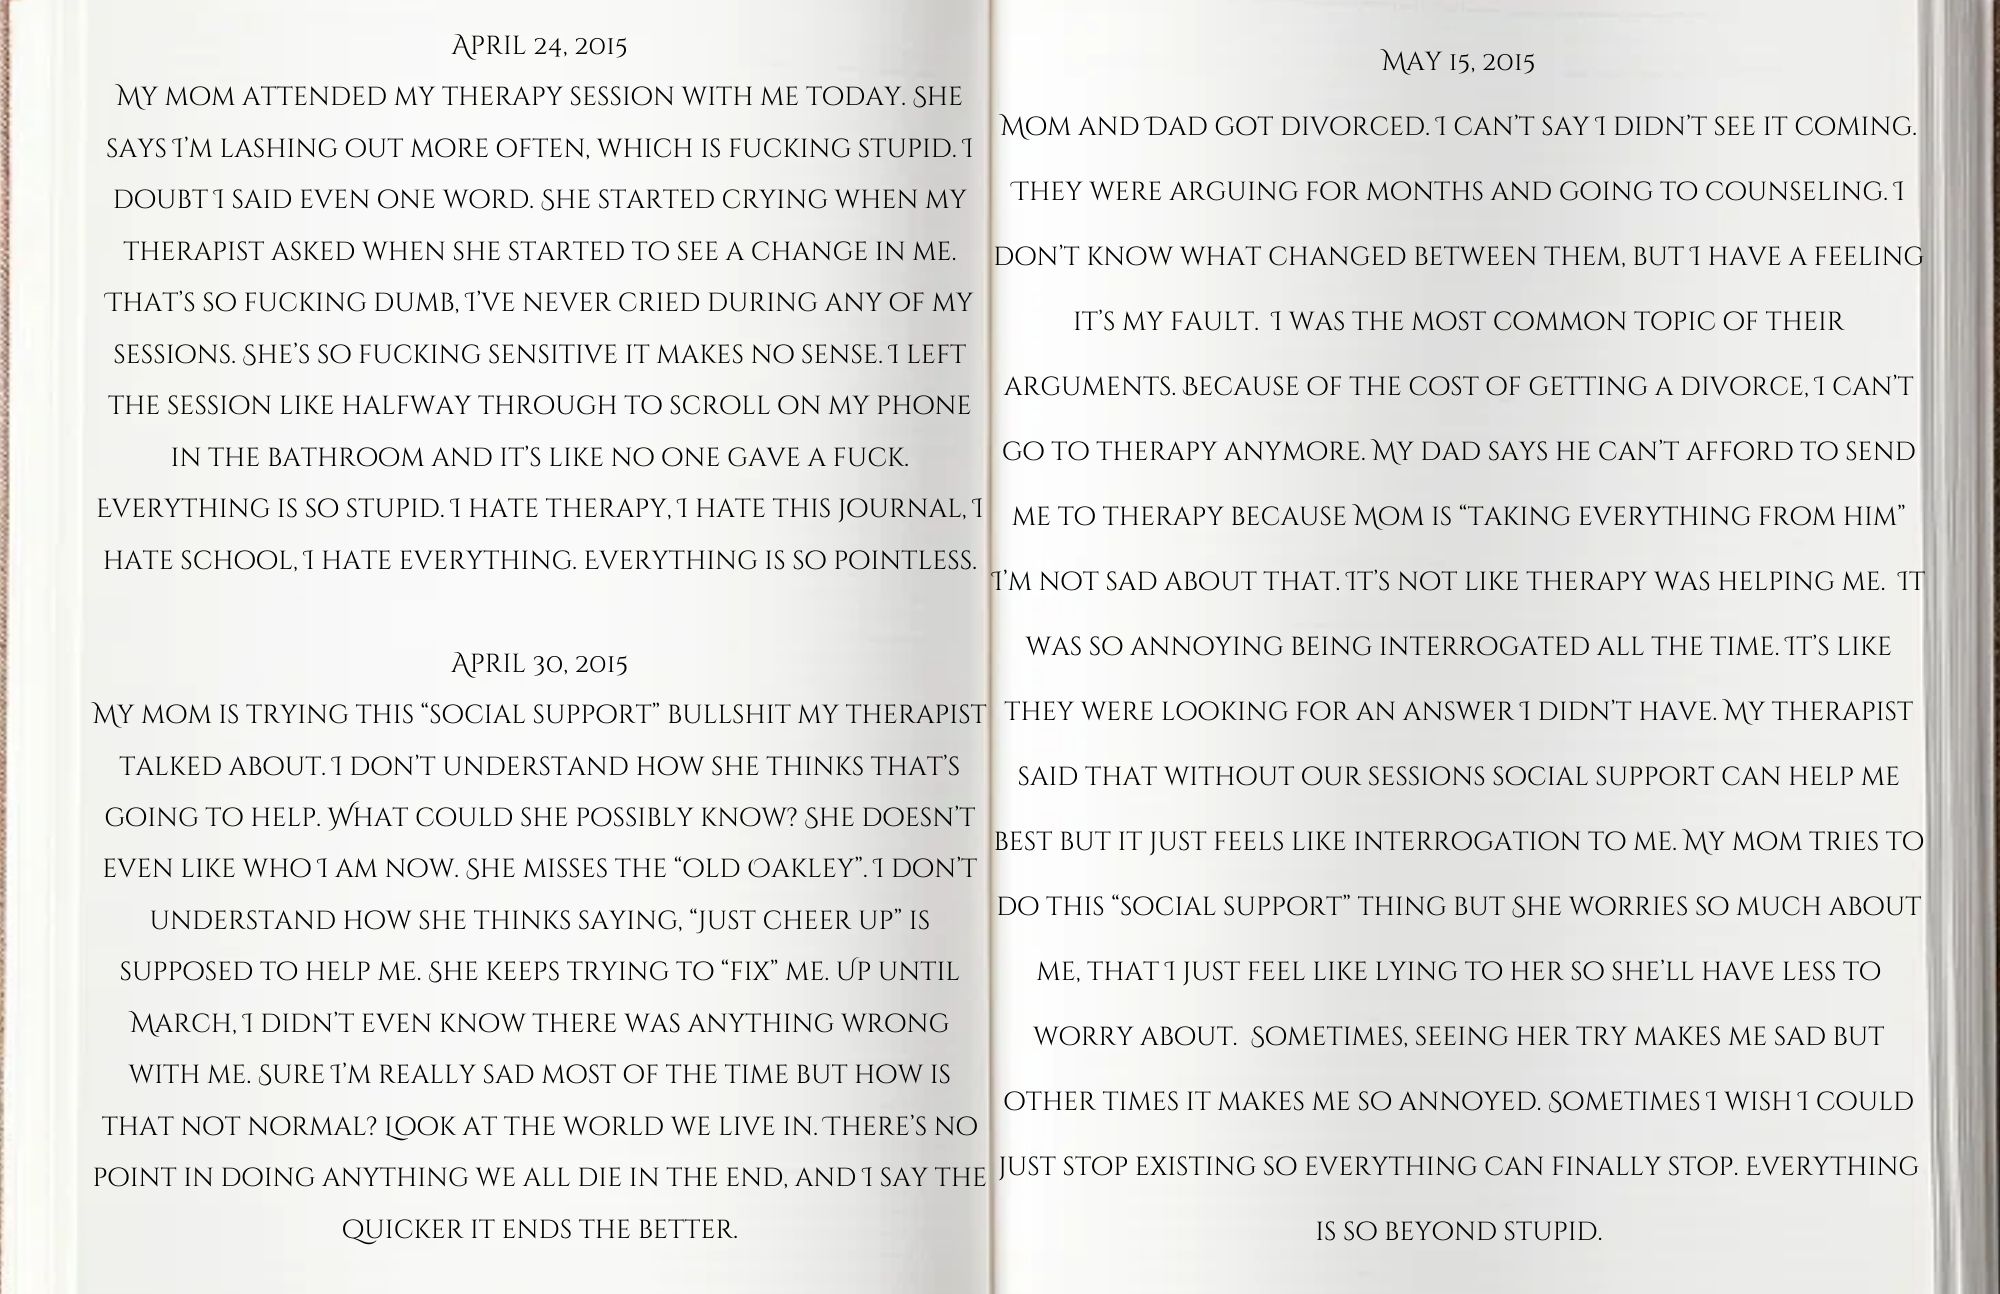 April 24, 2015
My mom attended my therapy session with me today. She
says I'm lashing out more often, which is fucking stupid. I
doubt I said even one word. She started crying when my
therapist asked when she started to see a change in me.
That's so fucking dumb, I've never cried during any of my
sessions. She's so fucking sensitive it makes no sense. I left
the session like halfway through to scroll on my phone
in the bathroom and it's like no one gave a fuck.
Everything is so stupid. I hate therapy, I hate this journal, I
hate school, I hate everything. Everything is so pointless.
April 30, 2015
My mom is trying this “social support” bullshit my therapist
talked about. I don't understand how she thinks that's
going to help. What could she possibly know? She doesn't
even like who I am now. She misses the “old Oakley”. I don't
understand how she thinks saying, “just cheer up” is
supposed to help me. She keeps trying to “fix” me. Up until
March, I didn't even know there was anything wrong
with me. Sure I'm really sad most of the time but how is
that not normal? Look at the world we live in. There's no
point in doing anything we all die in the end, and I say the
quicker it ends the better.
May 15, 2015
Mom and Dad got divorced. I can't say I didn't see it coming.
They were arguing for months and going to counseling. I
don't know what changed between them, but I have a feeling
it's my fault. I was the most common topic of their
arguments. Because of the cost of getting a divorce, I can't
go to therapy anymore. My dad says he can't afford to send
me to therapy because Mom is “taking everything from him”
I'm not sad about that. It's not like therapy was helping me. It
was so annoying being interrogated all the time. It's like
they were looking for an answer I didn't have. My therapist
said that without our sessions social support can help me
best but it just feels like interrogation to me. My mom tries to
do this “social support” thing but She worries so much about
me, that I just feel like lying to her so she'll have less to
worry about. Sometimes, seeing her try makes me sad but
other times it makes me so annoyed. Sometimes I wish I could
just stop existing so everything can finally stop. Everything
is so beyond stupid.